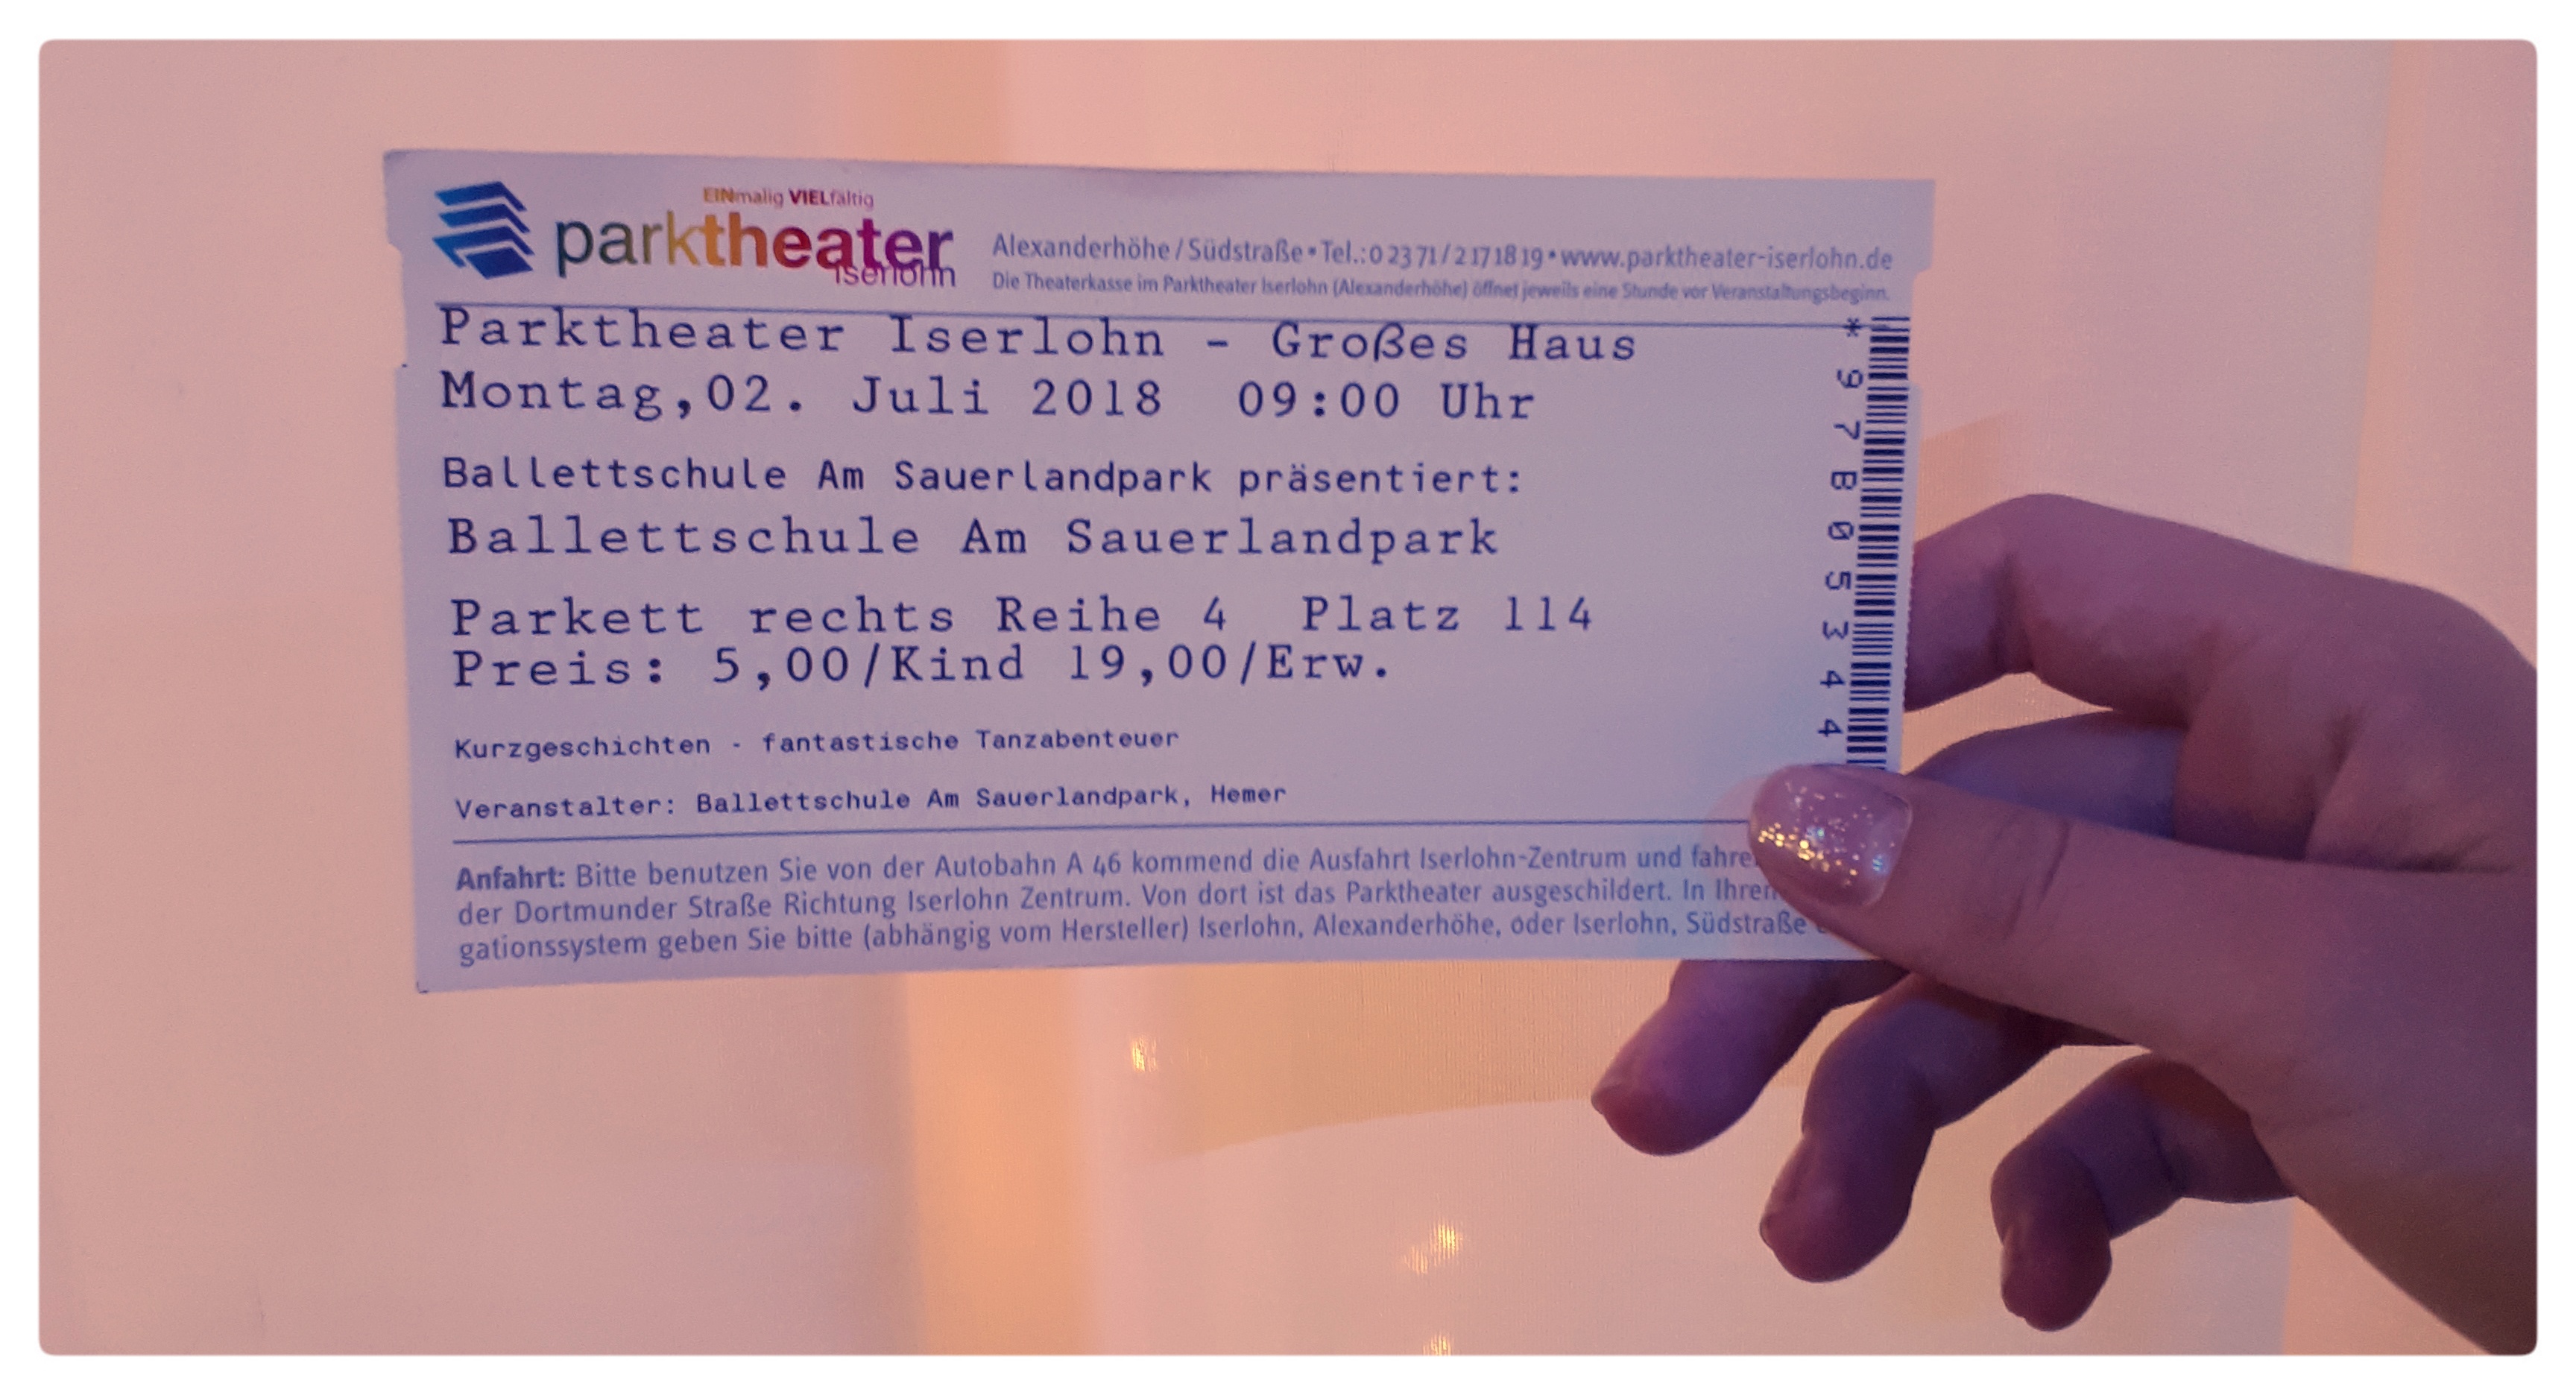 EINmalig VIELfältig
parktheater
iserlohn
Alexanderhöhe / Südstraße • Tel.: 0 23 71 / 2 17 18 19 • www.parktheater-iserlohn.de
Die Theaterkasse im Parktheater Iserlohn (Alexanderhöhe) öffnet jeweils eine Stunde vor Veranstaltungsbeginn.
Parktheater Iserlohn - Großes Haus
Montag,02. Juli 2018 09:00 Uhr
Ballettschule Am Sauerlandpark präsentiert:
Ballettschule Am Sauerlandpark
Parkett rechts Reihe 4 Platz 114
Preis: 5,00/Kind 19,00/Erw.
Kurzgeschichten - fantastische Tanzabenteuer
Veranstalter: Ballettschule Am Sauerlandpark, Hemer
Anfahrt: Bitte benutzen Sie von der Autobahn A 46 kommend die Ausfahrt Iserlohn-Zentrum und
der Dortmunder Straße Richtung Iserlohn Zentrum. Von dort ist das Parktheater ausgeschildert. In
gationssystem geben Sie bitte (abhängig vom Hersteller) Iserlohn, Alexanderhöhe, oder Iserlohn, Südstraße
*97B05344